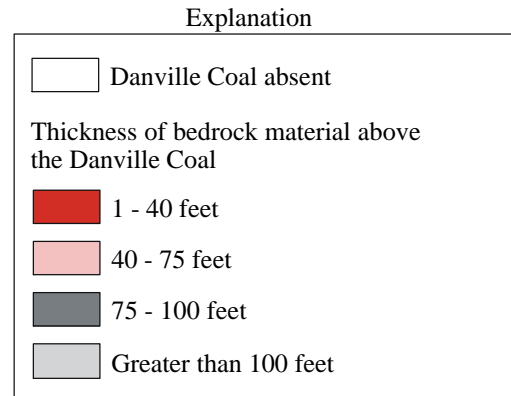 Explanation
Danville Coal absent
Thickness of bedrock material above
the Danville Coal
1 - 40 feet
40 - 75 feet
75 - 100 feet
Greater than 100 feet